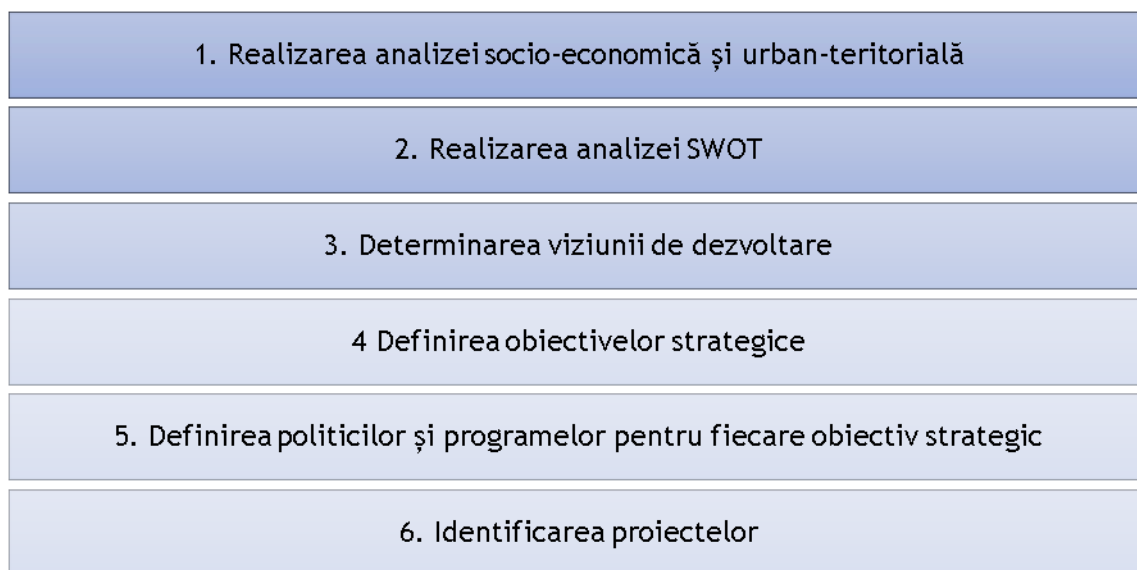 1. Realizarea analizei socio-economică și urban-teritorială
2. Realizarea analizei SWOT
3. Determinarea viziunii de dezvoltare
4 Definirea obiectivelor strategice
5. Definirea politicilor și programelor pentru fiecare obiectiv strategic
6. Identificarea proiectelor